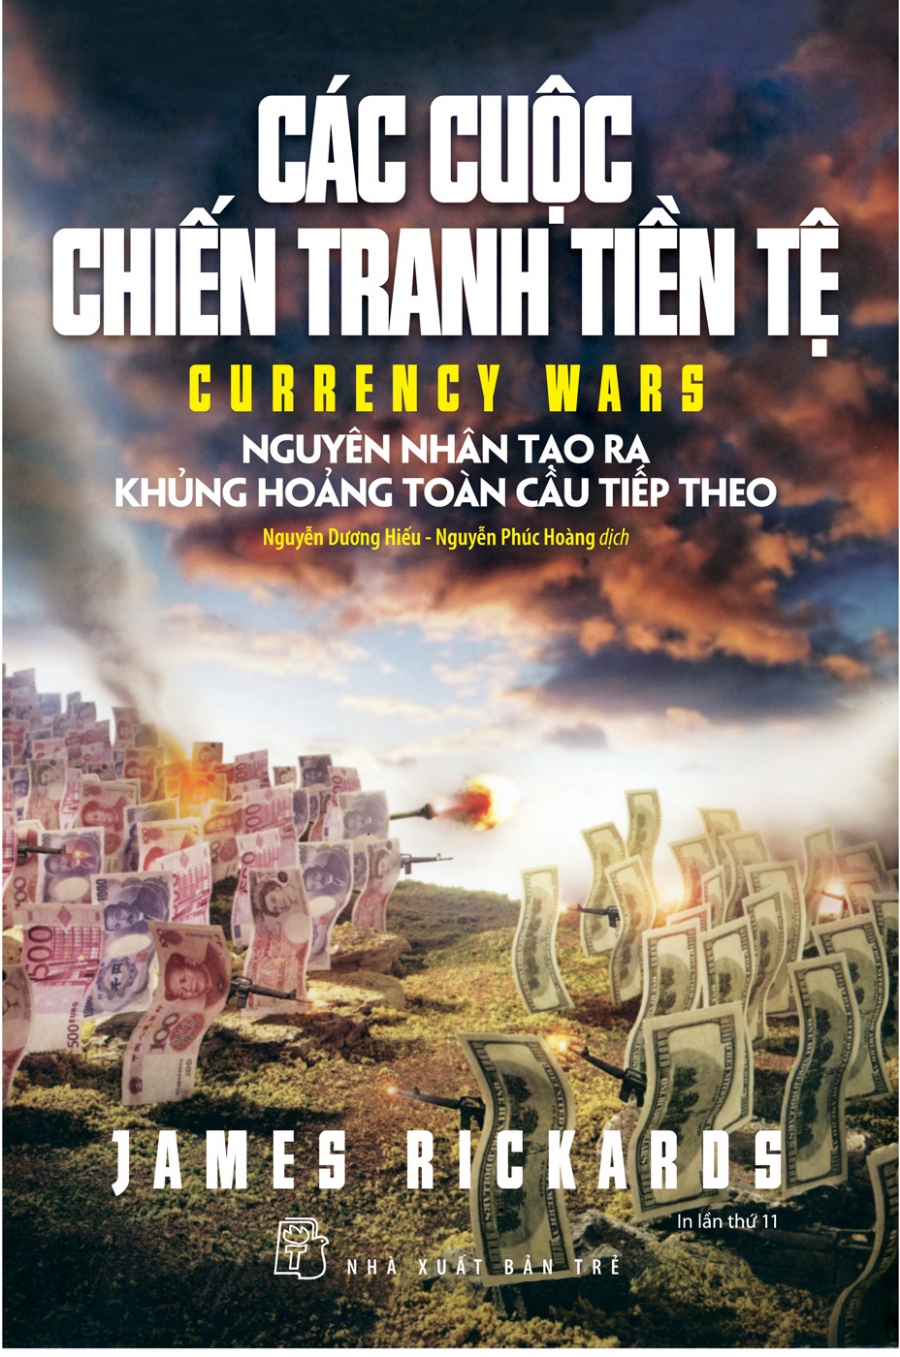 CÁC CUỘC
CHIẾN TRANH TIỀN TỆ
CURRENCY WARS
NGUYÊN NHÂN TẠO RA
KHỦNG HOẢNG TOÀN CẦU TIẾP THEO
Nguyễn Dương Hiếu - Nguyễn Phúc Hoàng dịch
JAMES RICKARDS
In lần thứ 11
NHÀ XUẤT BẢN TRẺ